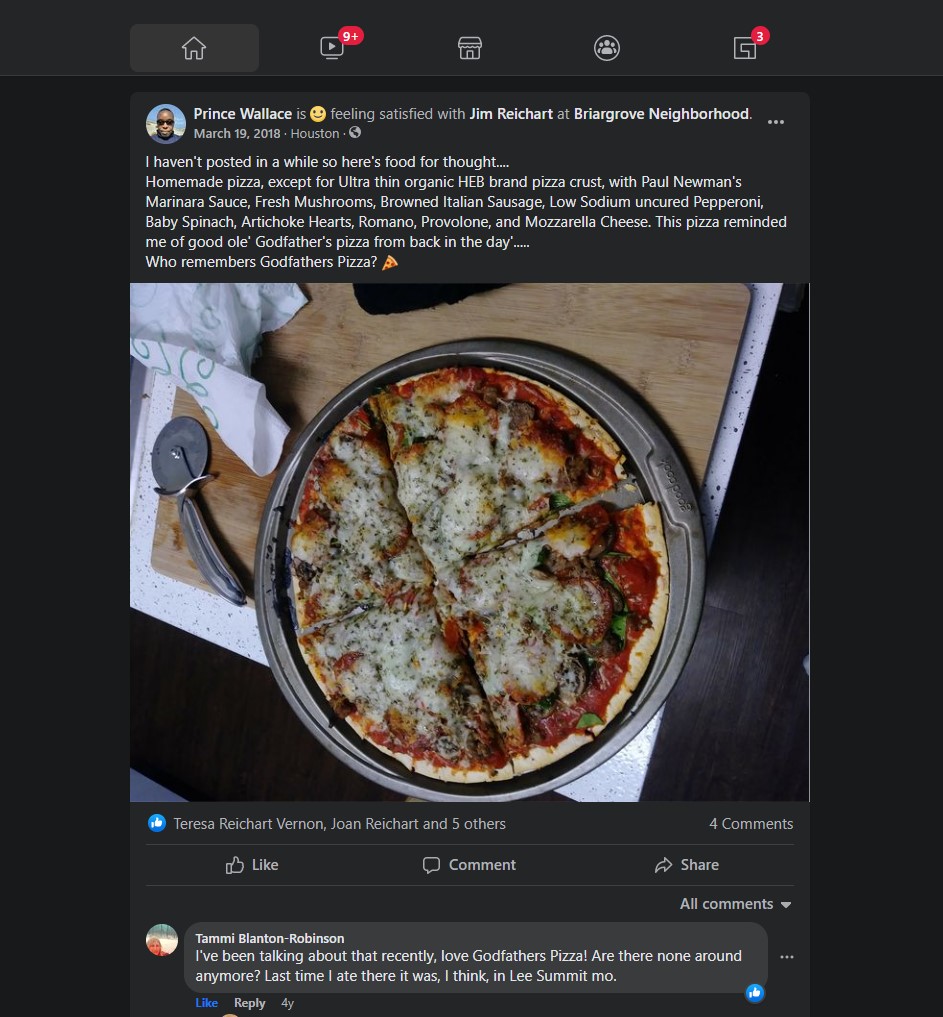 9+
3
Prince Wallace is 🙂 feeling satisfied with Jim Reichart at Briargrove Neighborhood.
March 19, 2018 · Houston ·
I haven't posted in a while so here's food for thought....
Homemade pizza, except for Ultra thin organic HEB brand pizza crust, with Paul Newman's
Marinara Sauce, Fresh Mushrooms, Browned Italian Sausage, Low Sodium uncured Pepperoni,
Baby Spinach, Artichoke Hearts, Romano, Provolone, and Mozzarella Cheese. This pizza reminded
me of good ole' Godfather's pizza from back in the day'.....
Who remembers Godfathers Pizza? 🍕
goodcook
Teresa Reichart Vernon, Joan Reichart and 5 others
4 Comments
Like
Comment
Share
All comments
Tammi Blanton-Robinson
I've been talking about that recently, love Godfathers Pizza! Are there none around
anymore? Last time I ate there it was, I think, in Lee Summit mo.
Like Reply 4y